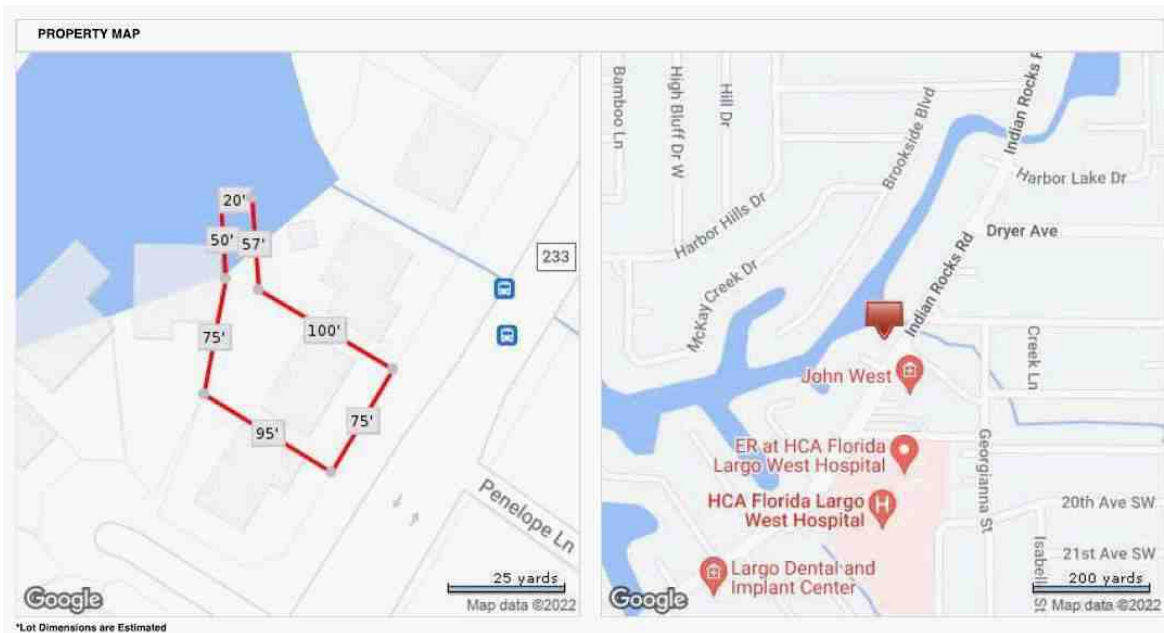 PROPERTY MAP
20'
50'
57'
233
75'
100'
75'
95'
Penelope Ln
25 yards
Google
Map data ©2022
Bamboo Ln
High Bluff Dr W
Hill Dr
Brookside Blvd
Indian Rocks R
Harbor Lake Dr
Harbor Hills Dr
Dryer Ave
McKay Creek Dr
Indian Rocks Rd
Creek Ln
John West
ER at HCA Florida
Largo West Hospital
Georgianna St
HCA Florida Largo
West Hospital
H
20th Ave SW
21st Ave SW
Isabell St
Largo Dental and
Implant Center
200 yards
Google
Map data ©2022
*Lot Dimensions are Estimated